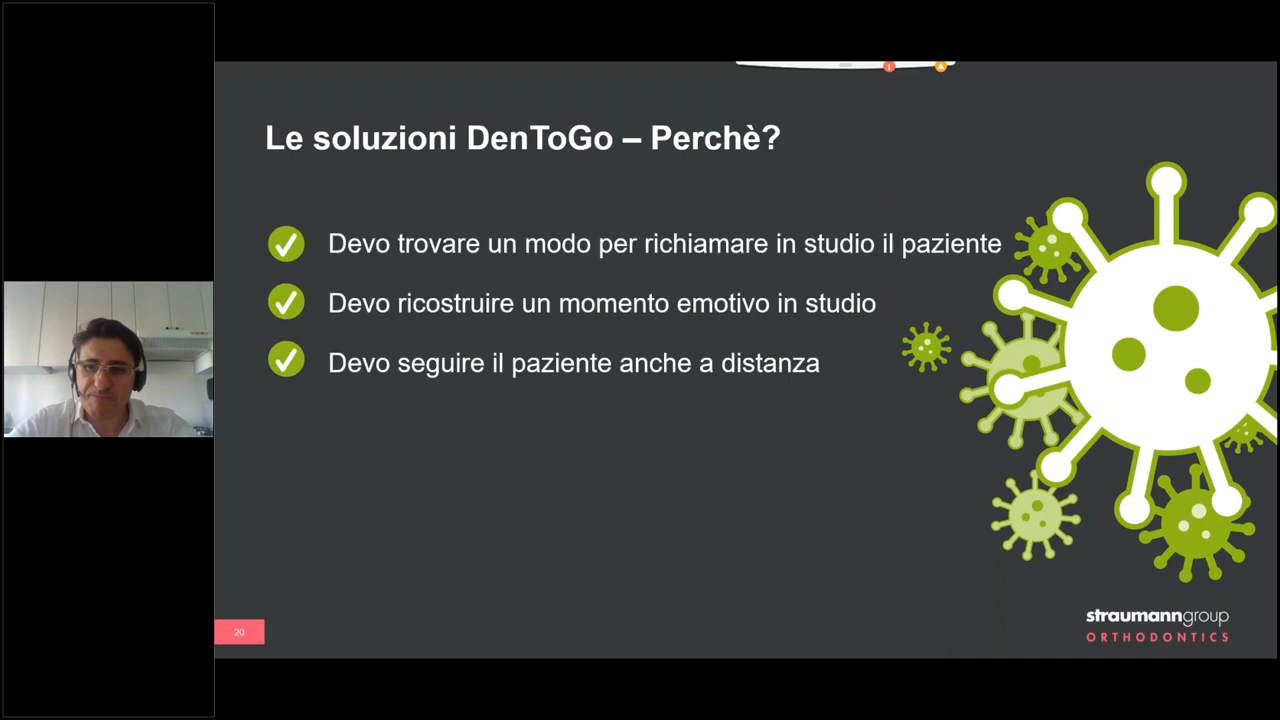 Le soluzioni DenToGo – Perchè?
Devo trovare un modo per richiamare in studio il paziente
Devo ricostruire un momento emotivo in studio
Devo seguire il paziente anche a distanza
20
straumanngroup
ORTHODONTICS